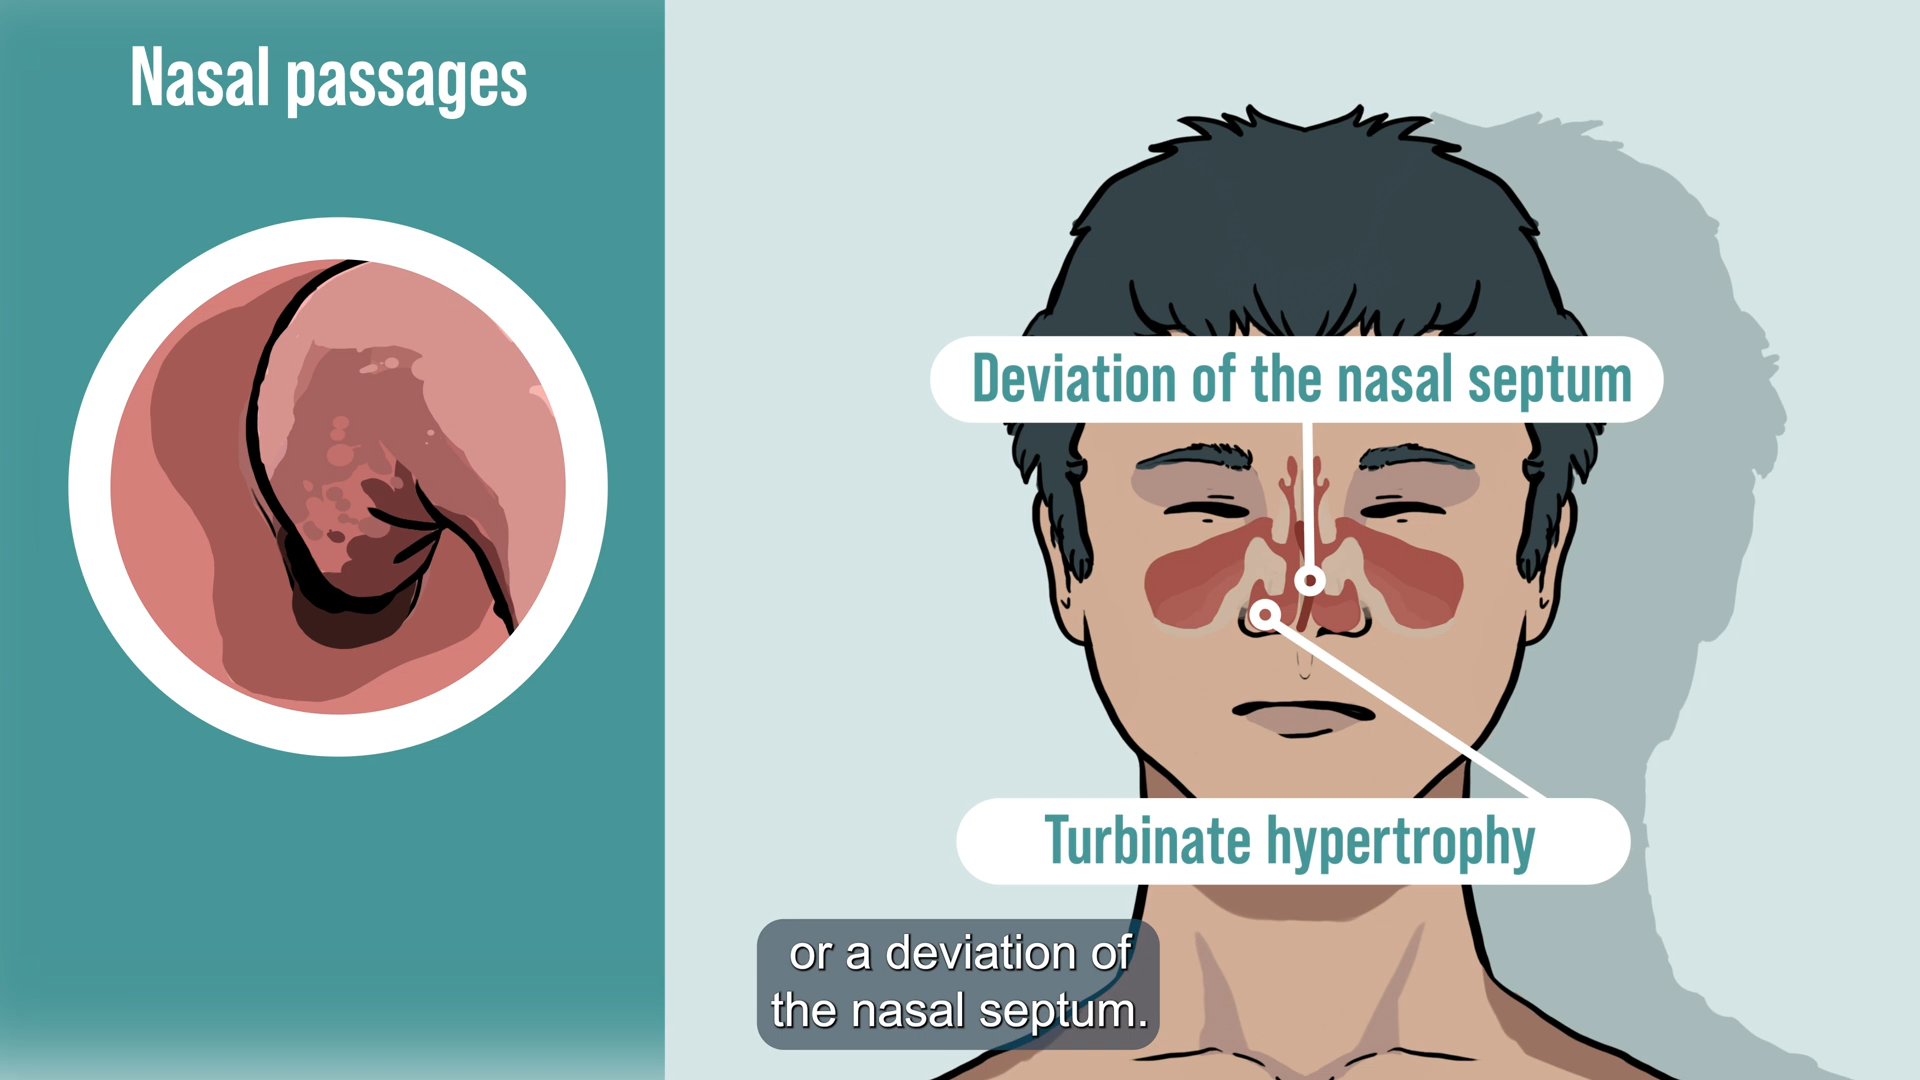 Nasal passages
Deviation of the nasal septum
Turbinate hypertrophy
or a deviation of
the nasal septum.